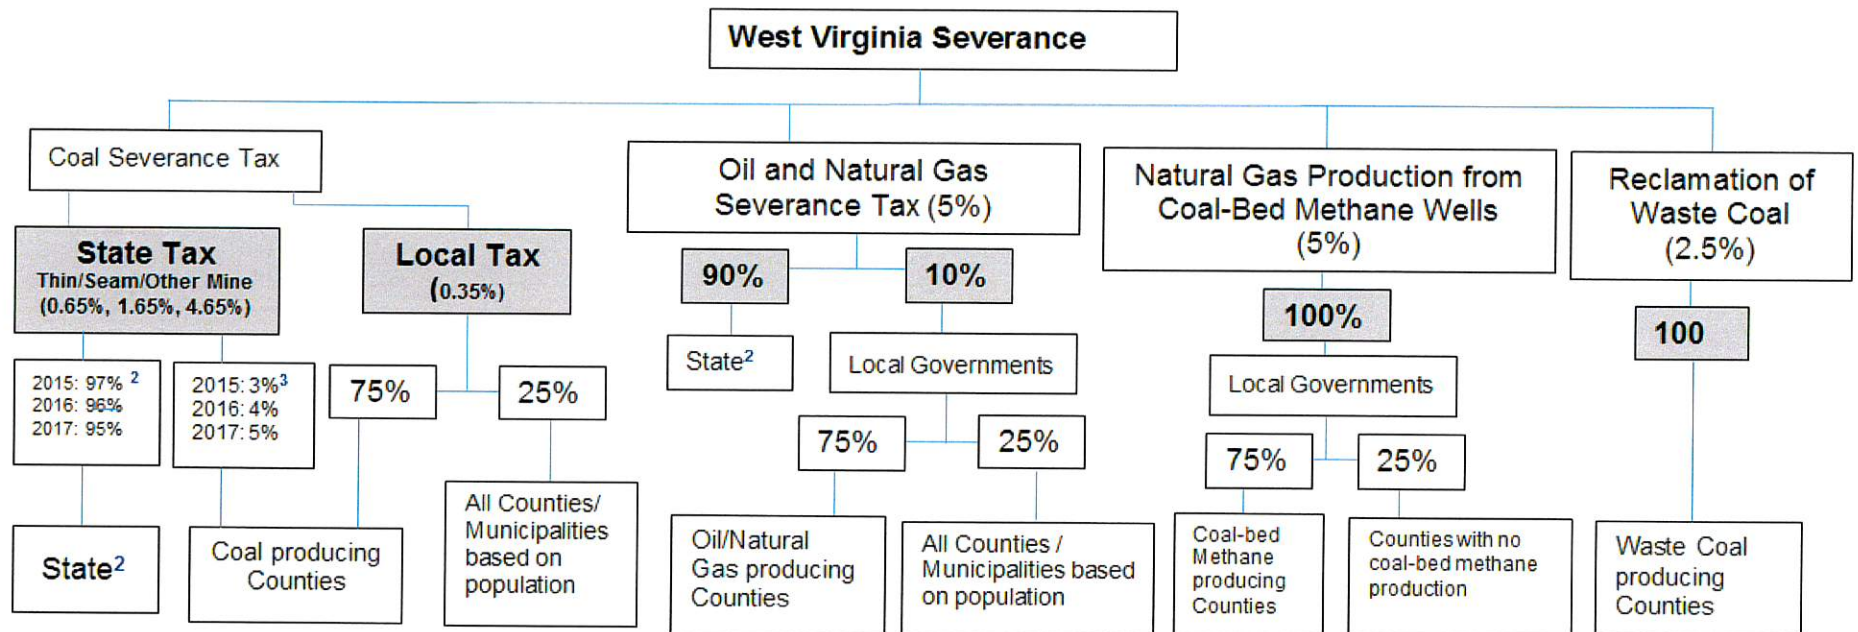 West Virginia Severance
Coal Severance Tax
State Tax
Thin/Seam/Other Mine
(0.65%, 1.65%, 4.65%)
Local Tax
(0.35%)
2015: 97% 2
2016: 96%
2017: 95%
2015: 3%3
2016: 4%
2017: 5%
75%
25%
State2
Coal producing
Counties
All Counties/
Municipalities
based on
population
Oil and Natural Gas
Severance Tax (5%)
90%
10%
State2
Local Governments
75%
25%
Oil/Natural
Gas producing
Counties
All Counties /
Municipalities based
on population
Natural Gas Production from
Coal-Bed Methane Wells
(5%)
100%
Local Governments
75%
25%
Coal-bed
Methane
producing
Counties
Counties with no
coal-bed methane
production
Reclamation of
Waste Coal
(2.5%)
100
Waste Coal
producing
Counties